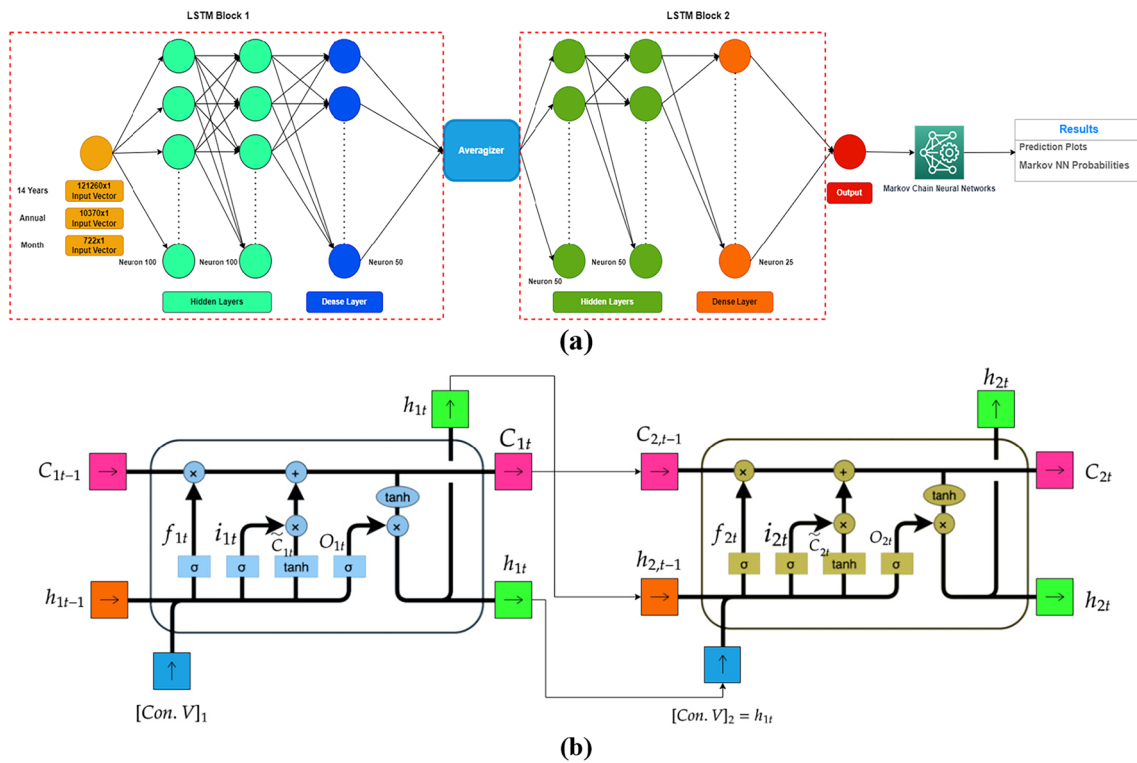 LSTM Block 1
LSTM Block 2
Averagizer
Results
Prediction Plots
Markov NN Probabilities
14 Years
121260x1
Input Vector
Annual
10370x1
Input Vector
Month
722x1
Input Vector
Output
Markov Chain Neural Networks
Neuron 100
Neuron 100
Neuron 50
Neuron 50
Neuron 50
Neuron 25
Hidden Layers
Dense Layer
Hidden Layers
Dense Layer
(a)
h1t
h2t
C1t-1
C1t
C2,t-1
C2t
× + tanh
× + tanh
f1t i1t × C̃1t O1t ×
f2t i2t × C̃2t O2t ×
σ σ tanh σ
σ σ tanh σ
h1t-1
h1t
h2,t-1
h2t
[Con. V]1
[Con. V]2 = h1t
(b)